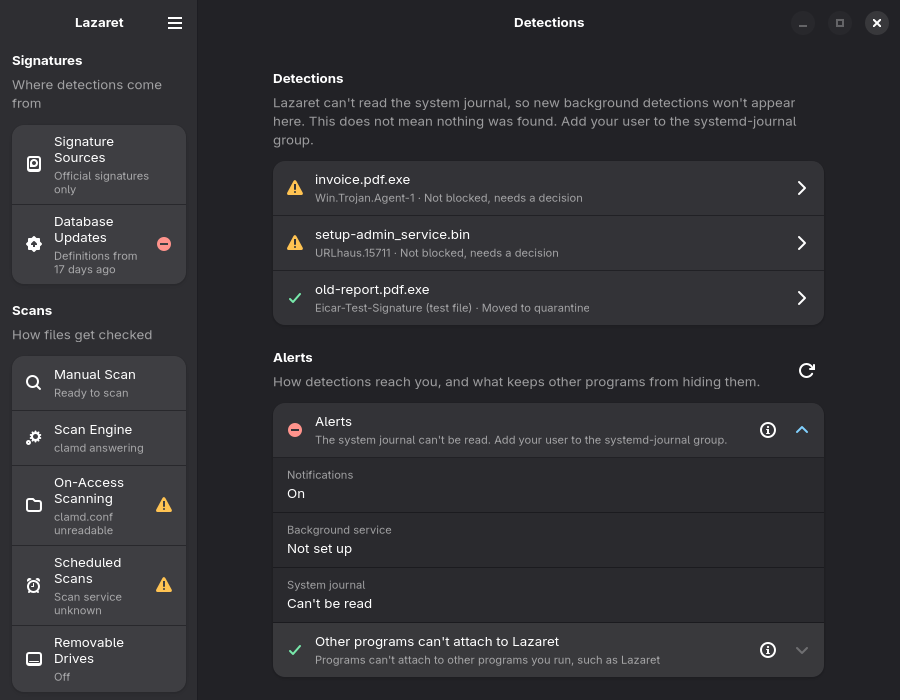 Lazaret
Signatures
Where detections come
from
Signature
Sources
Official signatures
only
Database
Updates
Definitions from
17 days ago
Scans
How files get checked
Manual Scan
Ready to scan
Scan Engine
clamd answering
On-Access
Scanning
clamd.conf
unreadable
Scheduled
Scans
Scan service
unknown
Removable
Drives
Off
Detections
Detections
Lazaret can't read the system journal, so new background detections won't appear
here. This does not mean nothing was found. Add your user to the systemd-journal
group.
invoice.pdf.exe
Win.Trojan.Agent-1 · Not blocked, needs a decision
setup-admin_service.bin
URLhaus.15711 · Not blocked, needs a decision
old-report.pdf.exe
Eicar-Test-Signature (test file) · Moved to quarantine
Alerts
How detections reach you, and what keeps other programs from hiding them.
Alerts
The system journal can't be read. Add your user to the systemd-journal group.
Notifications
On
Background service
Not set up
System journal
Can't be read
Other programs can't attach to Lazaret
Programs can't attach to other programs you run, such as Lazaret